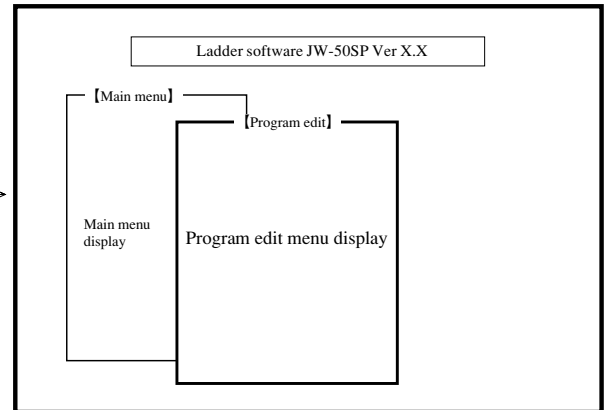 Ladder software JW-50SP Ver X.X
【Main menu】
【Program edit】
Main menu
display
Program edit menu display